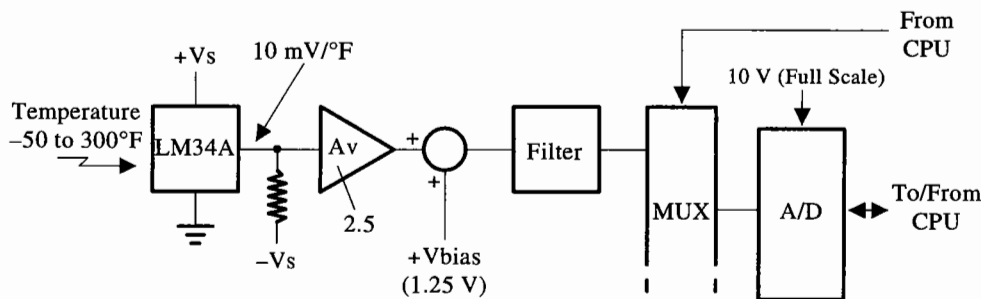 From
CPU
10 mV/°F
+Vs
10 V (Full Scale)
Temperature
–50 to 300°F
LM34A
Av
+
+
Filter
MUX
A/D
To/From
CPU
2.5
–Vs
+Vbias
(1.25 V)